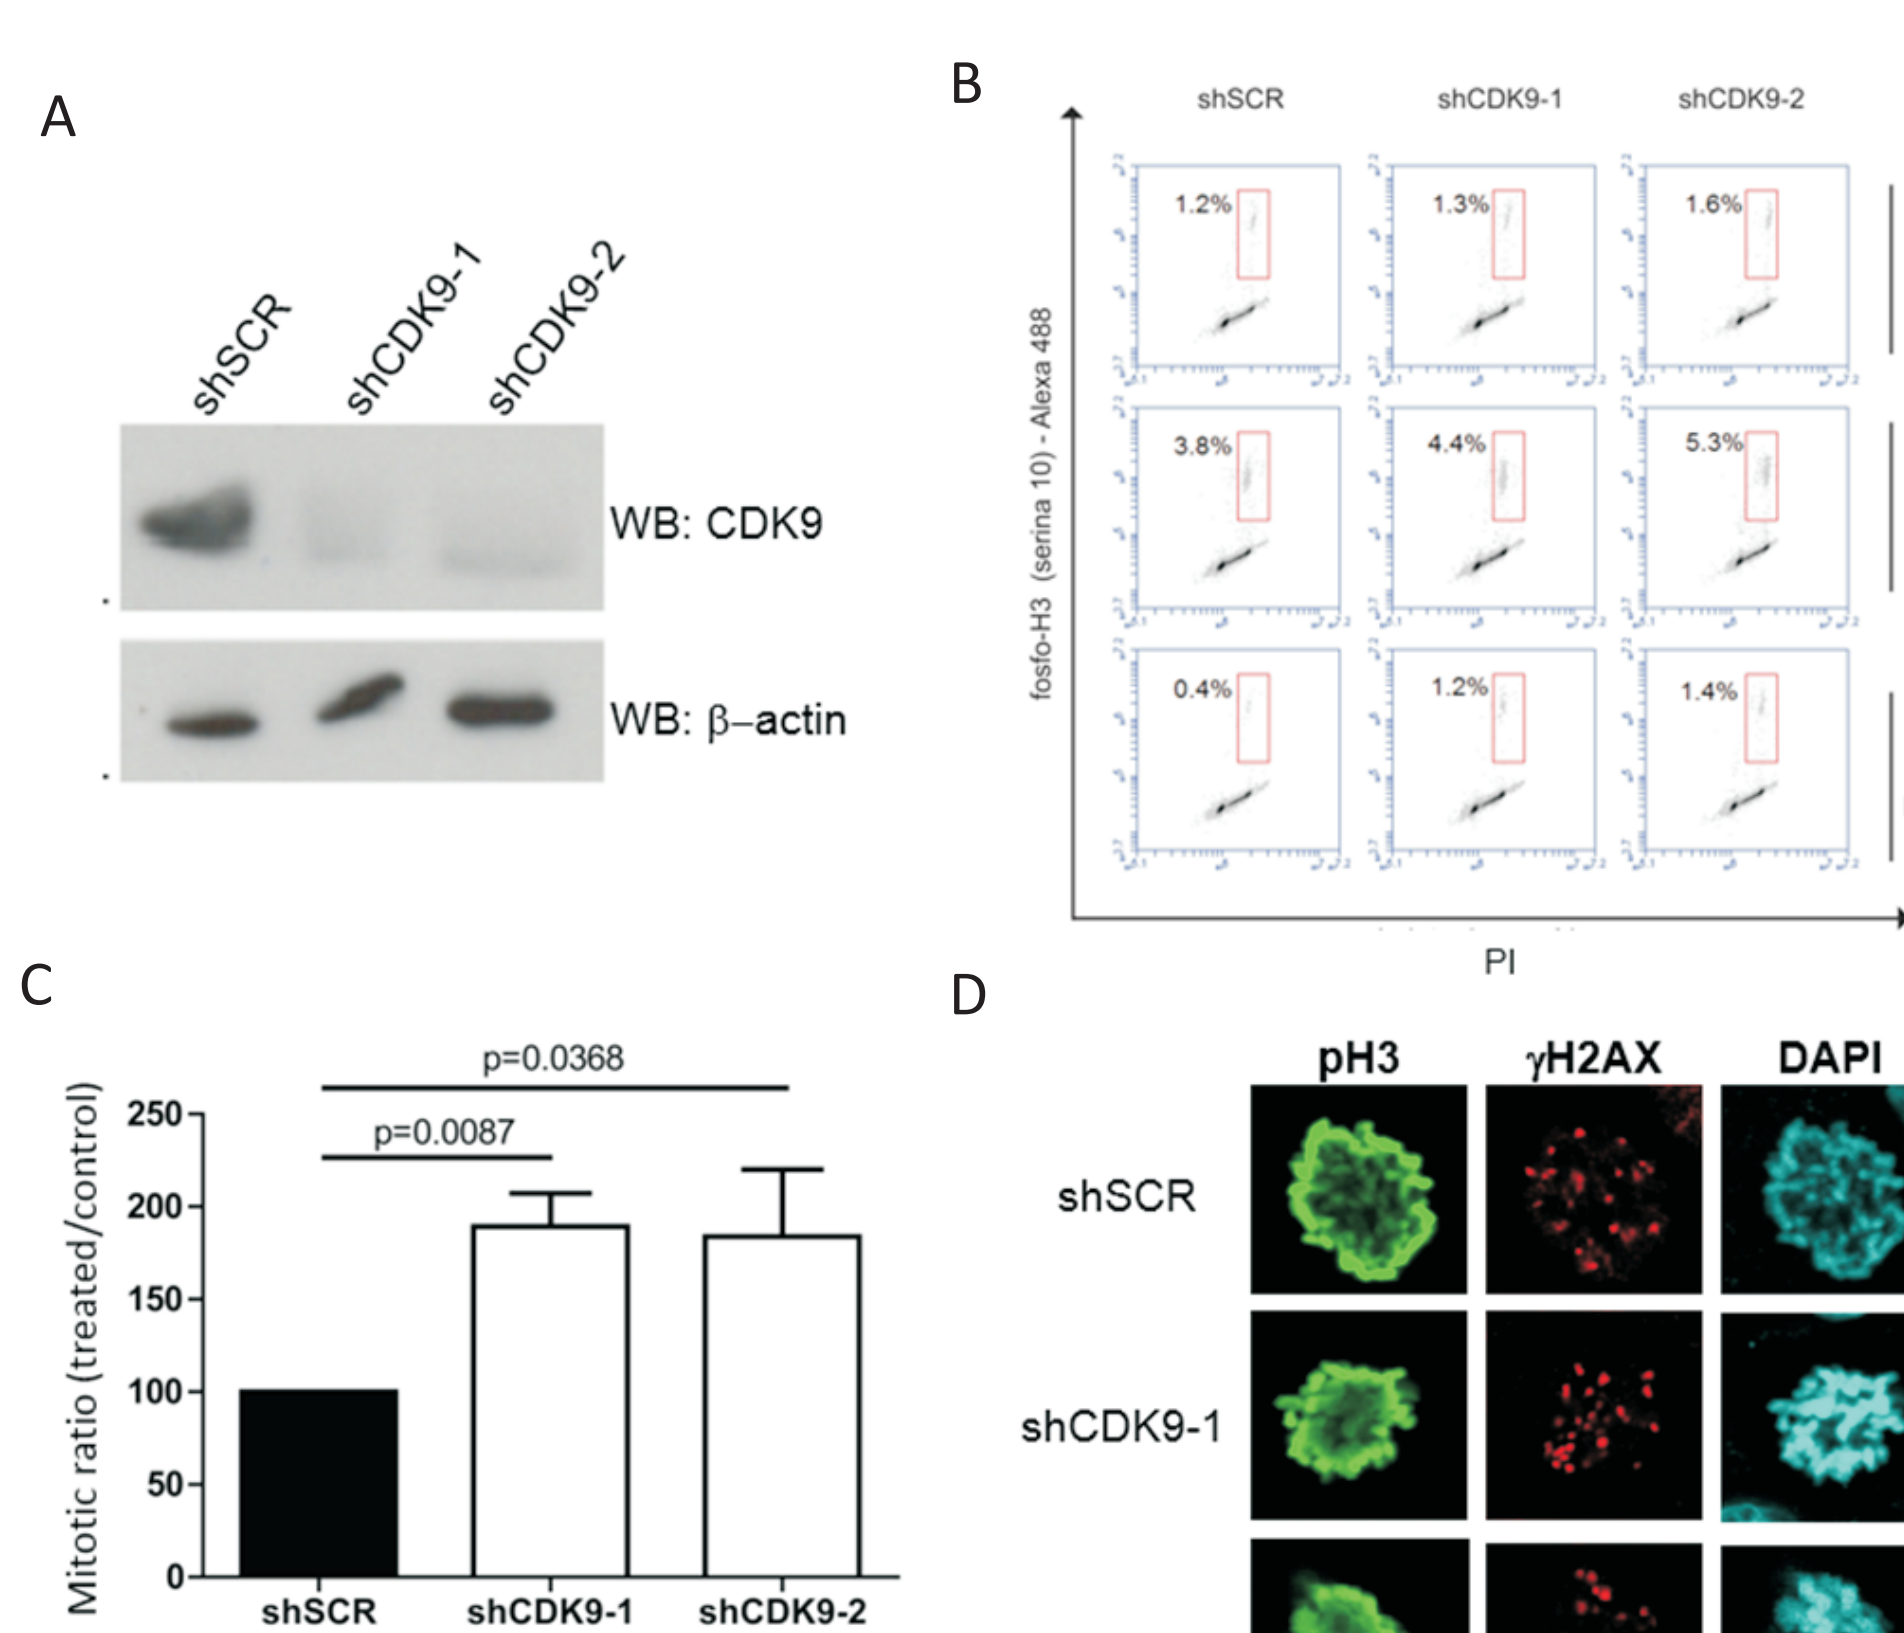 A
shSCR
shCDK9-1
shCDK9-2
WB: CDK9
WB: β–actin
B
shSCR
shCDK9-1
shCDK9-2
fosfo-H3 (serina 10) - Alexa 488
1.2%
1.3%
1.6%
3.8%
4.4%
5.3%
0.4%
1.2%
1.4%
PI
C
p=0.0368
p=0.0087
Mitotic ratio (treated/control)
250
200
150
100
50
0
shSCR
shCDK9-1
shCDK9-2
D
pH3
γH2AX
DAPI
shSCR
shCDK9-1